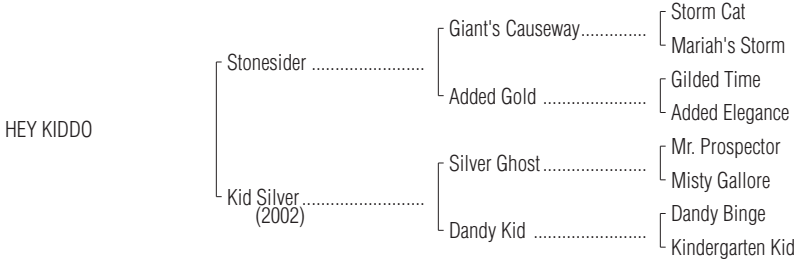 Storm Cat
Giant's Causeway..............
Mariah's Storm
Stonesider ........................
Gilded Time
Added Gold ......................
Added Elegance
HEY KIDDO
Mr. Prospector
Silver Ghost......................
Misty Gallore
Kid Silver..........................
(2002)
Dandy Binge
Dandy Kid ........................
Kindergarten Kid